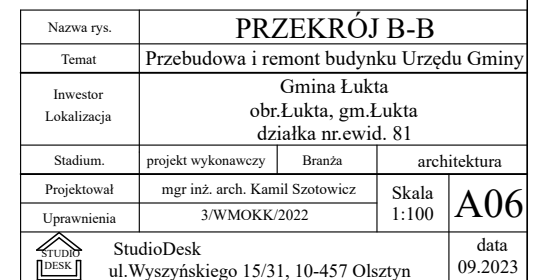 Nazwa rys. PRZEKRÓJ B-B
Temat Przebudowa i remont budynku Urzędu Gminy
Inwestor
Lokalizacja
Gmina Łukta
obr.Łukta, gm.Łukta
działka nr.ewid. 81
Stadium. projekt wykonawczy Branża architektura
Projektował mgr inż. arch. Kamil Szotowicz
Uprawnienia 3/WMOKK/2022
Skala
1:100
A06
STUDIO
DESK
StudioDesk
ul.Wyszyńskiego 15/31, 10-457 Olsztyn
data
09.2023